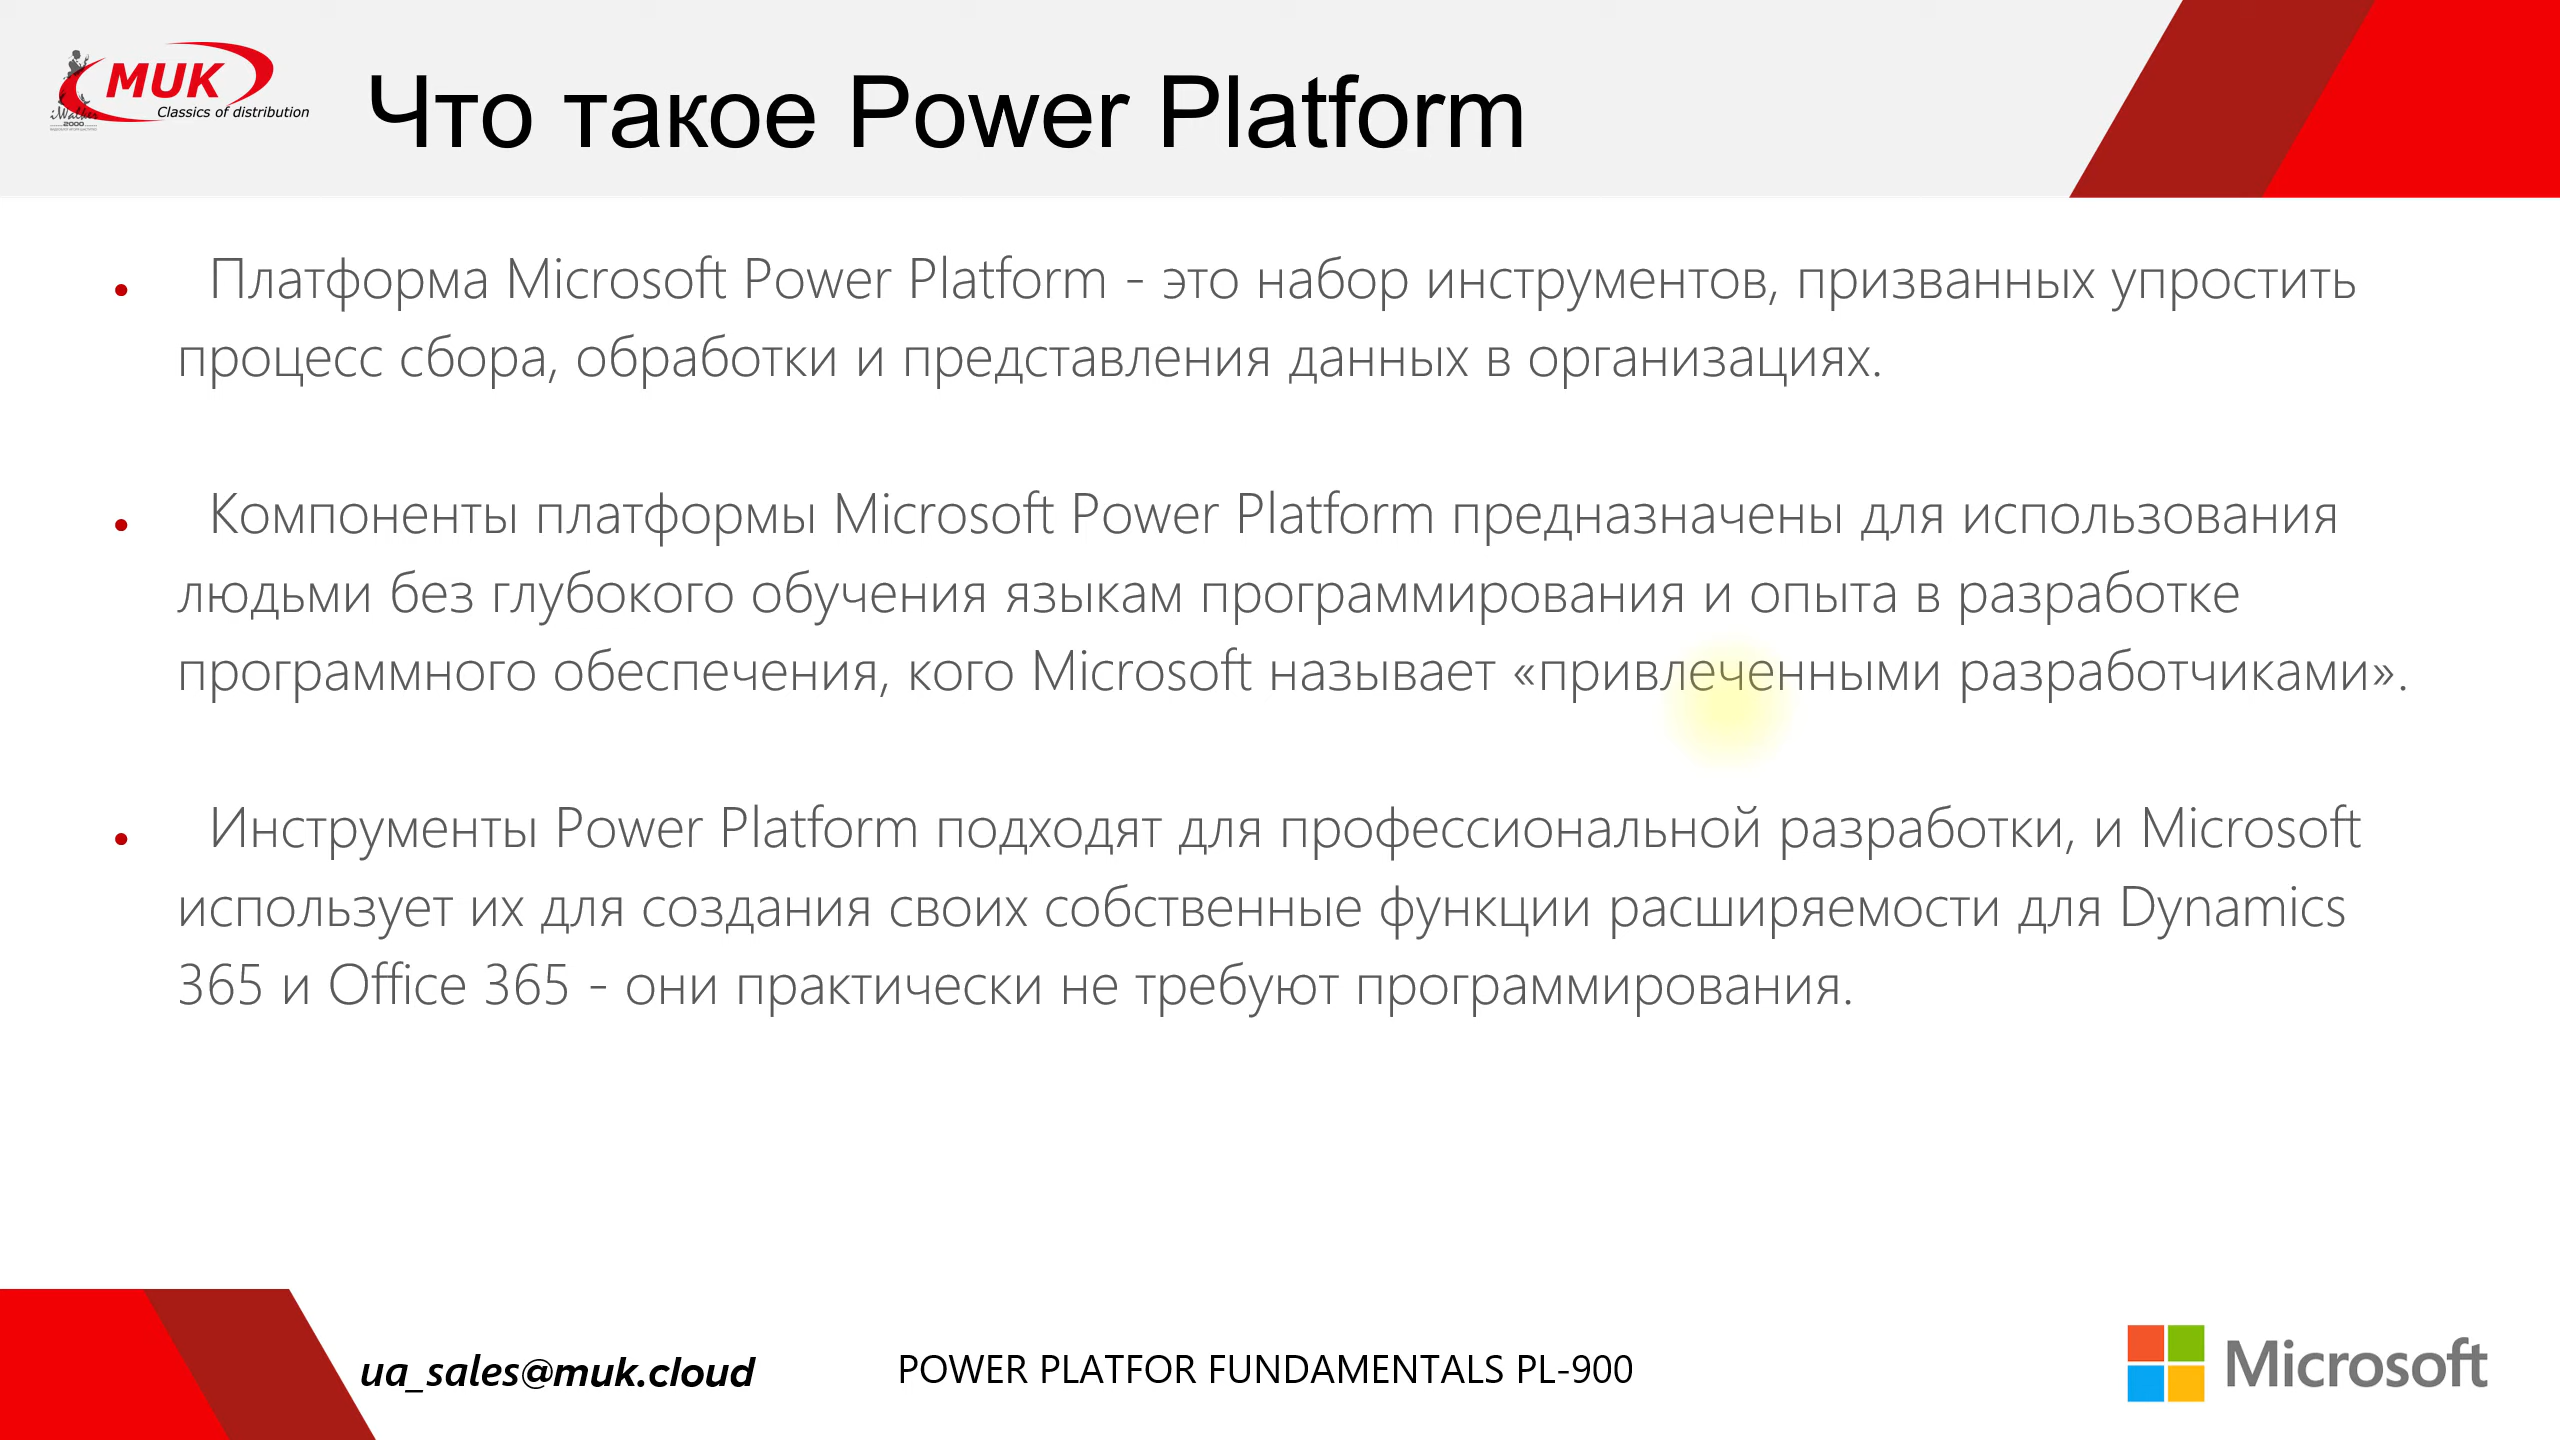 MUK
Classics of distribution
iWalker
2000
Что такое Power Platform
• Платформа Microsoft Power Platform - это набор инструментов, призванных упростить
процесс сбора, обработки и представления данных в организациях.
• Компоненты платформы Microsoft Power Platform предназначены для использования
людьми без глубокого обучения языкам программирования и опыта в разработке
программного обеспечения, кого Microsoft называет «привлеченными разработчиками».
• Инструменты Power Platform подходят для профессиональной разработки, и Microsoft
использует их для создания своих собственные функции расширяемости для Dynamics
365 и Office 365 - они практически не требуют программирования.
ua_sales@muk.cloud
POWER PLATFOR FUNDAMENTALS PL-900
Microsoft